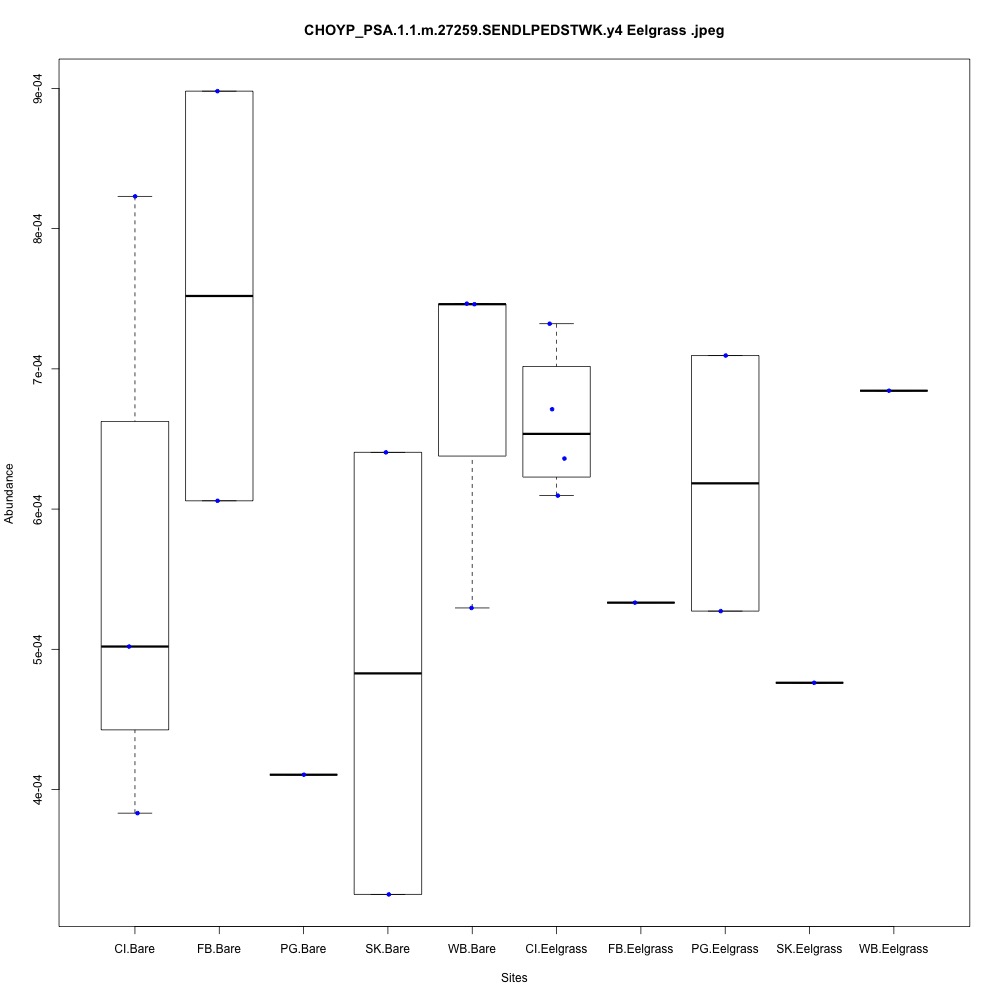 CHOYP_PSA.1.1.m.27259.SENDLPEDSTWK.y4 Eelgrass .jpeg
Abundance
9e-04
8e-04
7e-04
6e-04
5e-04
4e-04
CI.Bare FB.Bare PG.Bare SK.Bare WB.Bare CI.Eelgrass FB.Eelgrass PG.Eelgrass SK.Eelgrass WB.Eelgrass
Sites